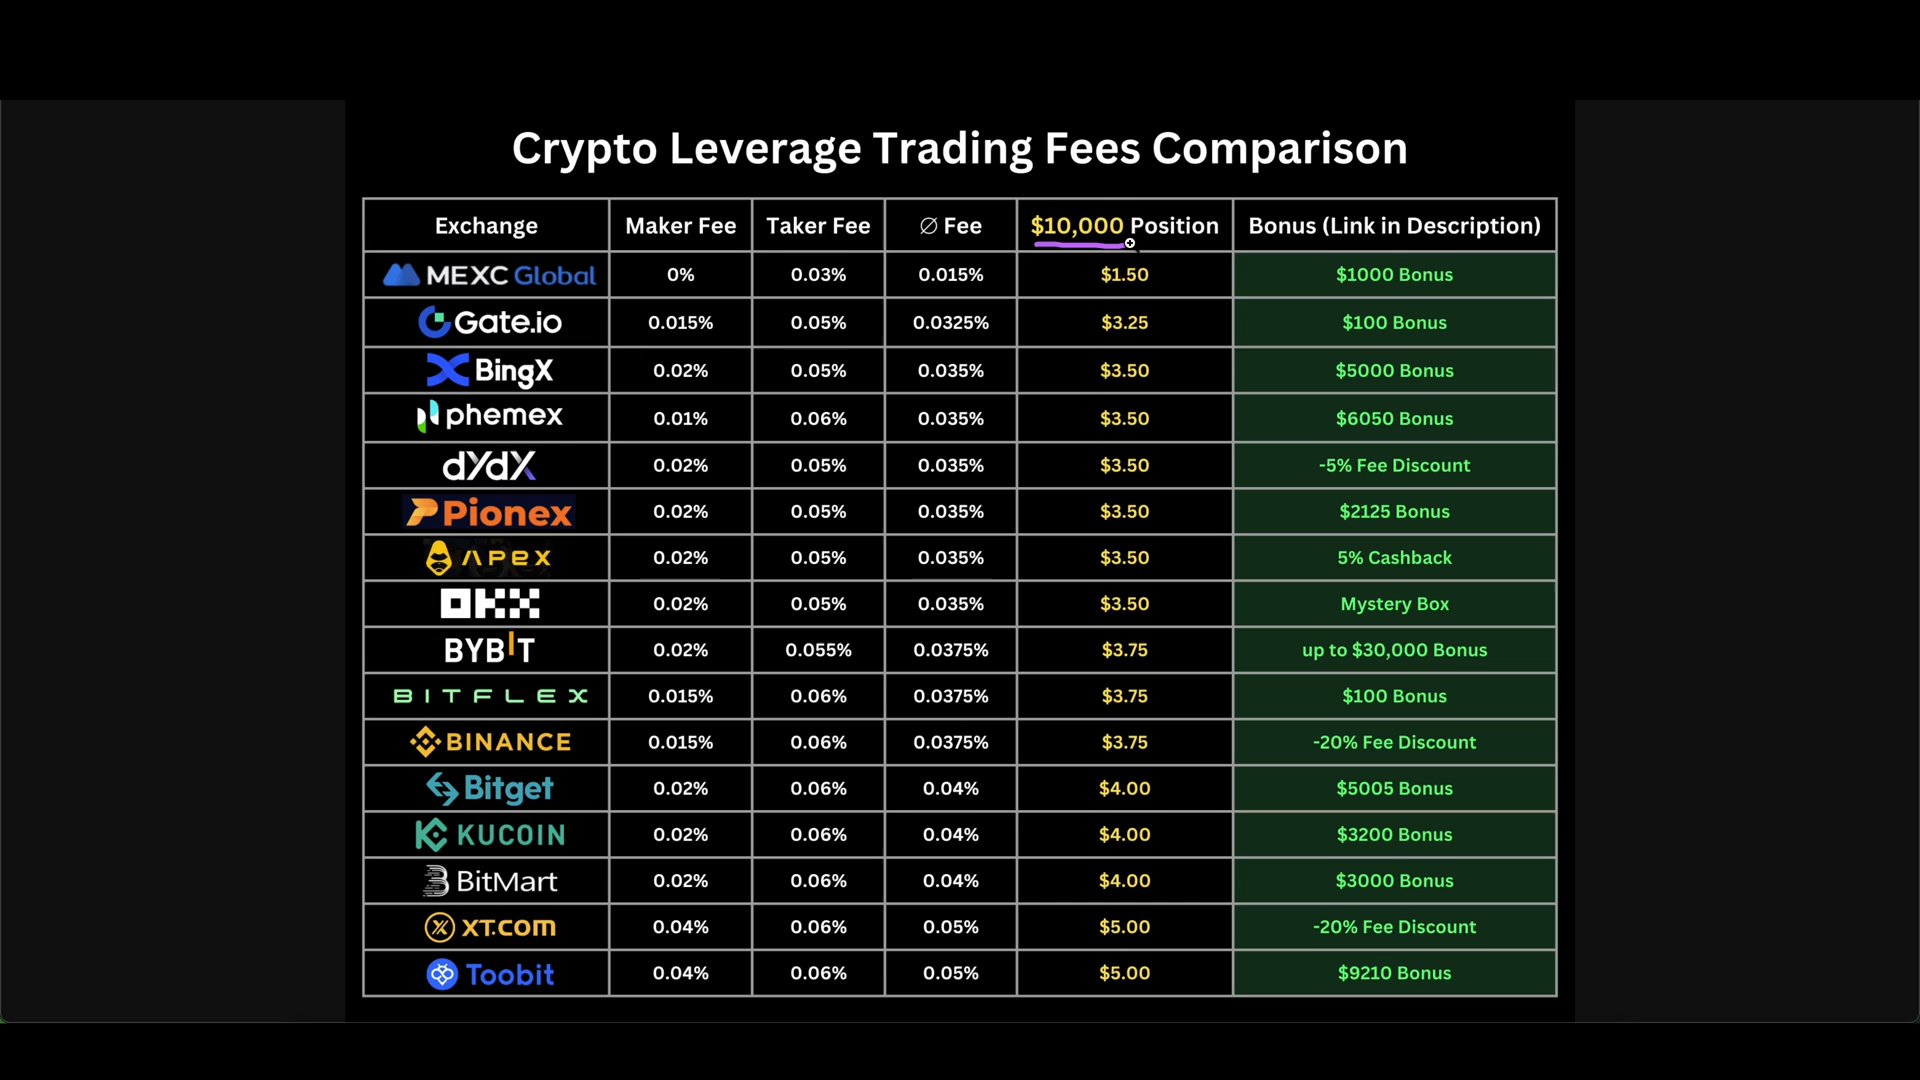 Crypto Leverage Trading Fees Comparison
Exchange Maker Fee Taker Fee ∅ Fee $10,000 Position Bonus (Link in Description)
MEXC Global 0% 0.03% 0.015% $1.50 $1000 Bonus
Gate.io 0.015% 0.05% 0.0325% $3.25 $100 Bonus
BingX 0.02% 0.05% 0.035% $3.50 $5000 Bonus
phemex 0.01% 0.06% 0.035% $3.50 $6050 Bonus
dYdX 0.02% 0.05% 0.035% $3.50 -5% Fee Discount
Pionex 0.02% 0.05% 0.035% $3.50 $2125 Bonus
APEX 0.02% 0.05% 0.035% $3.50 5% Cashback
OKX 0.02% 0.05% 0.035% $3.50 Mystery Box
BYBIT 0.02% 0.055% 0.0375% $3.75 up to $30,000 Bonus
BITFLEX 0.015% 0.06% 0.0375% $3.75 $100 Bonus
BINANCE 0.015% 0.06% 0.0375% $3.75 -20% Fee Discount
Bitget 0.02% 0.06% 0.04% $4.00 $5005 Bonus
KUCOIN 0.02% 0.06% 0.04% $4.00 $3200 Bonus
BitMart 0.02% 0.06% 0.04% $4.00 $3000 Bonus
XT.COM 0.04% 0.06% 0.05% $5.00 -20% Fee Discount
Toobit 0.04% 0.06% 0.05% $5.00 $9210 Bonus